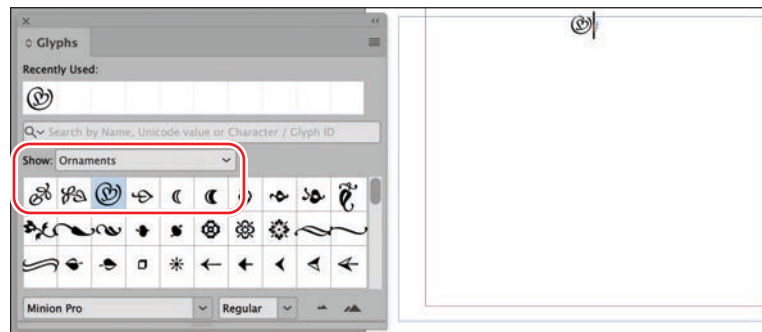 Glyphs
Recently Used:
Search by Name, Unicode value or Character / Glyph ID
Show: Ornaments
Minion Pro
Regular